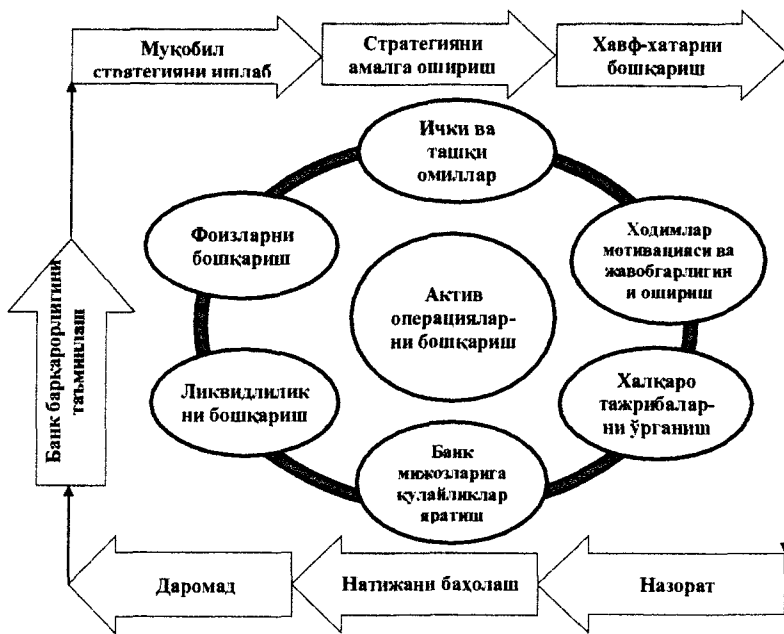 Муқобил
стратегияни ишлаб
Стратегияни
амалга ошириш
Хавф-хатарни
бошқариш
Ички ва
ташқи
омиллар
Фоизларни
бошқариш
Ходимлар
мотивацияси ва
жавобгарлигин
и ошириш
Актив
операциялар-
ни бошқариш
Банк барқарорлигини
таъминлаш
Ликвидлилик
ни бошқариш
Халқаро
тажрибалар-
ни ўрганиш
Банк
мижозларига
қулайликлар
яратиш
Даромад
Натижани баҳолаш
Назорат